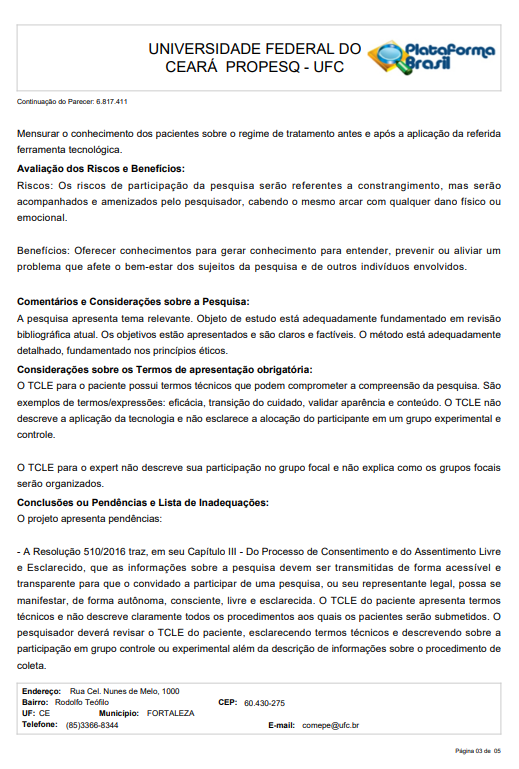 UNIVERSIDADE FEDERAL DO
CEARÁ PROPESQ - UFC
Plataforma
Brasil
Continuação do Parecer: 6.817.411
Mensurar o conhecimento dos pacientes sobre o regime de tratamento antes e após a aplicação da referida
ferramenta tecnológica.
Avaliação dos Riscos e Benefícios:
Riscos: Os riscos de participação da pesquisa serão referentes a constrangimento, mas serão
acompanhados e amenizados pelo pesquisador, cabendo o mesmo arcar com qualquer dano físico ou
emocional.
Benefícios: Oferecer conhecimentos para gerar conhecimento para entender, prevenir ou aliviar um
problema que afete o bem-estar dos sujeitos da pesquisa e de outros indivíduos envolvidos.
Comentários e Considerações sobre a Pesquisa:
A pesquisa apresenta tema relevante. Objeto de estudo está adequadamente fundamentado em revisão
bibliográfica atual. Os objetivos estão apresentados e são claros e factíveis. O método está adequadamente
detalhado, fundamentado nos princípios éticos.
Considerações sobre os Termos de apresentação obrigatória:
O TCLE para o paciente possui termos técnicos que podem comprometer a compreensão da pesquisa. São
exemplos de termos/expressões: eficácia, transição do cuidado, validar aparência e conteúdo. O TCLE não
descreve a aplicação da tecnologia e não esclarece a alocação do participante em um grupo experimental e
controle.
O TCLE para o expert não descreve sua participação no grupo focal e não explica como os grupos focais
serão organizados.
Conclusões ou Pendências e Lista de Inadequações:
O projeto apresenta pendências:
- A Resolução 510/2016 traz, em seu Capítulo III - Do Processo de Consentimento e do Assentimento Livre
e Esclarecido, que as informações sobre a pesquisa devem ser transmitidas de forma acessível e
transparente para que o convidado a participar de uma pesquisa, ou seu representante legal, possa se
manifestar, de forma autônoma, consciente, livre e esclarecida. O TCLE do paciente apresenta termos
técnicos e não descreve claramente todos os procedimentos aos quais os pacientes serão submetidos. O
pesquisador deverá revisar o TCLE do paciente, esclarecendo termos técnicos e descrevendo sobre a
participação em grupo controle ou experimental além da descrição de informações sobre o procedimento de
coleta.
Endereço: Rua Cel. Nunes de Melo, 1000
Bairro: Rodolfo Teófilo CEP: 60.430-275
UF: CE Município: FORTALEZA
Telefone: (85)3366-8344 E-mail: comepe@ufc.br
Página 03 de 05